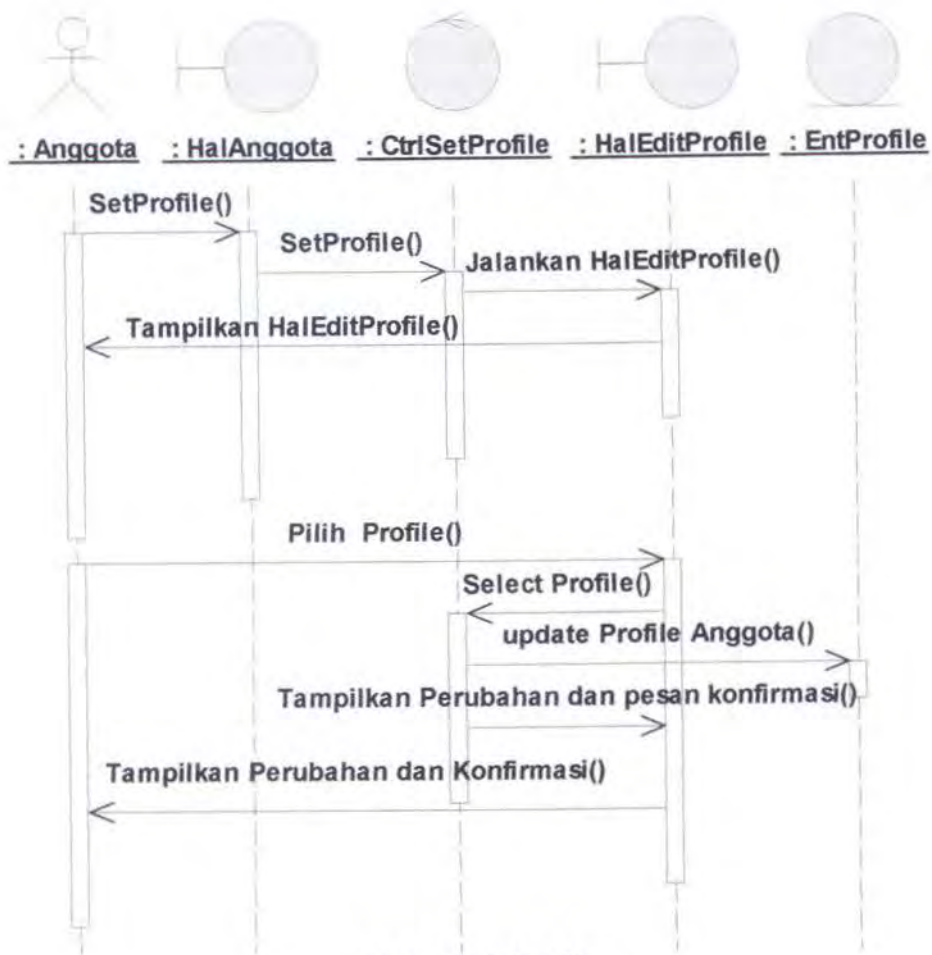 : Anggota : HalAnggota : CtrlSetProfile : HalEditProfile : EntProfile
SetProfile()
SetProfile()
Jalankan HalEditProfile()
Tampilkan HalEditProfile()
Pilih Profile()
Select Profile()
update Profile Anggota()
Tampilkan Perubahan dan pesan konfirmasi()
Tampilkan Perubahan dan Konfirmasi()